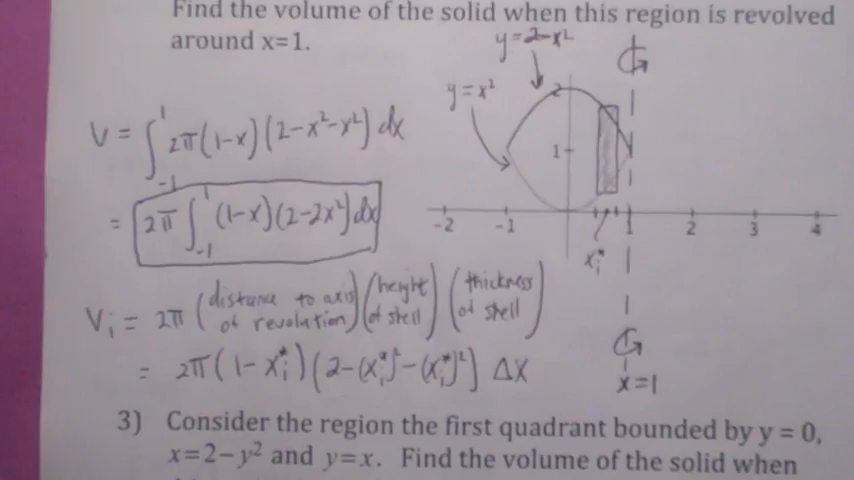 Find the volume of the solid when this region is revolved
around x=1.
y=2-x²
y=x²
V = ∫₋₁¹ 2π(1-x)(2-x²-x²) dx
= 2π ∫₋₁¹ (1-x)(2-2x²) dx
2
1
-2 -1 1 2 3 4
xᵢ*
Vᵢ = 2π (distance to axis of revolution)(height of shell)(thickness of shell)
= 2π(1-xᵢ*)(2-(xᵢ*)²-(xᵢ*)²) Δx
x=1
3) Consider the region the first quadrant bounded by y = 0,
x=2-y² and y=x. Find the volume of the solid when